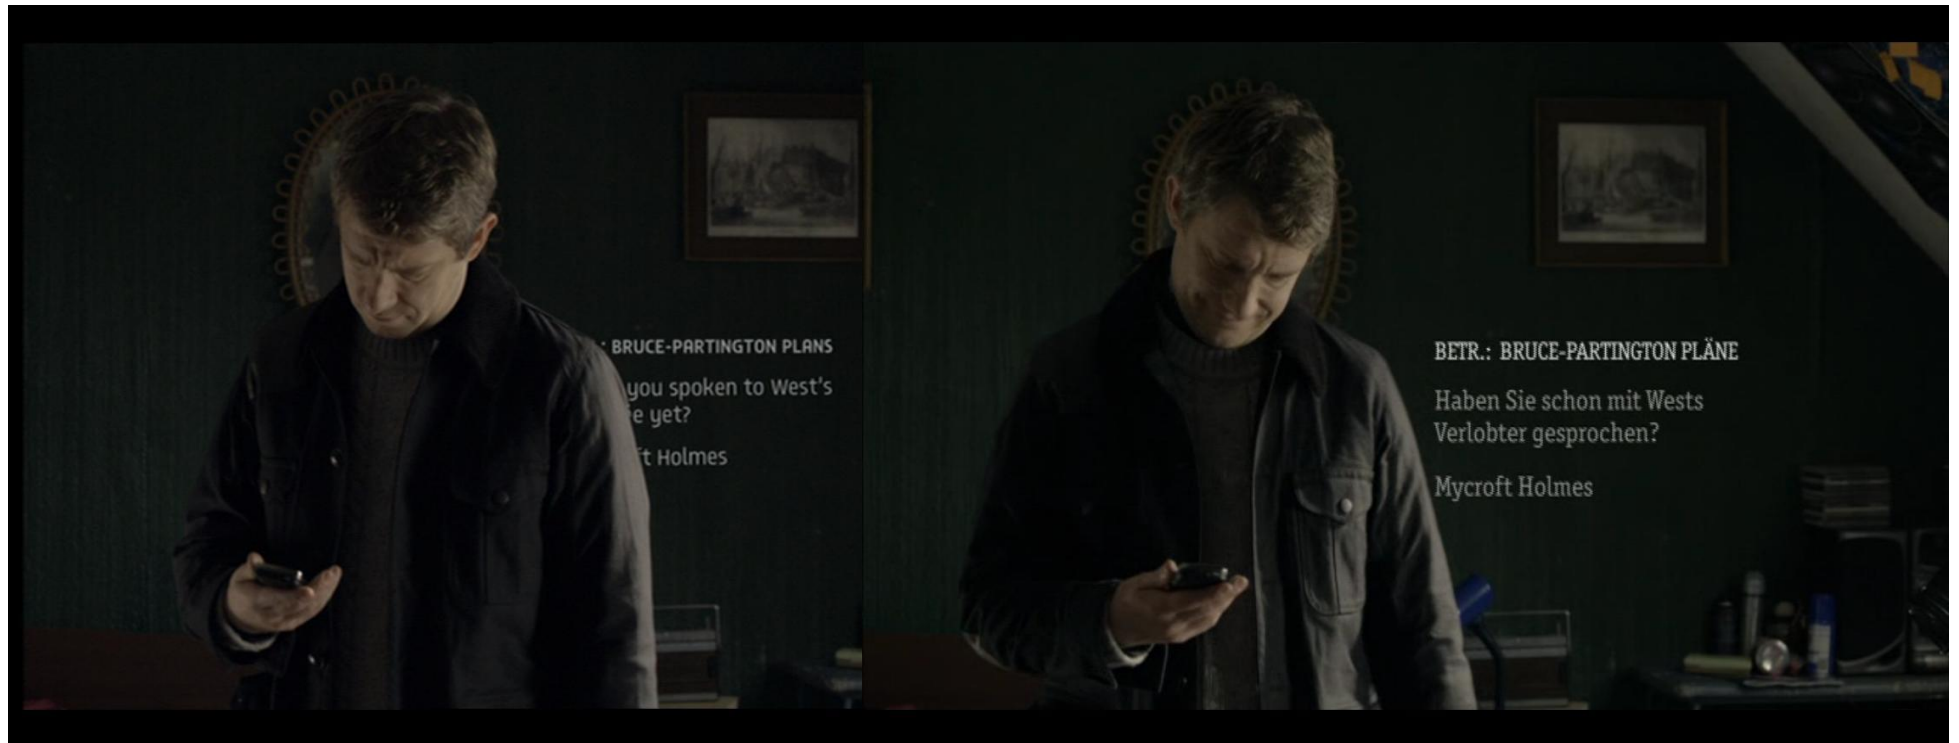 : BRUCE-PARTINGTON PLANS
you spoken to West's
e yet?
ft Holmes
BETR.: BRUCE-PARTINGTON PLÄNE
Haben Sie schon mit Wests
Verlobter gesprochen?
Mycroft Holmes